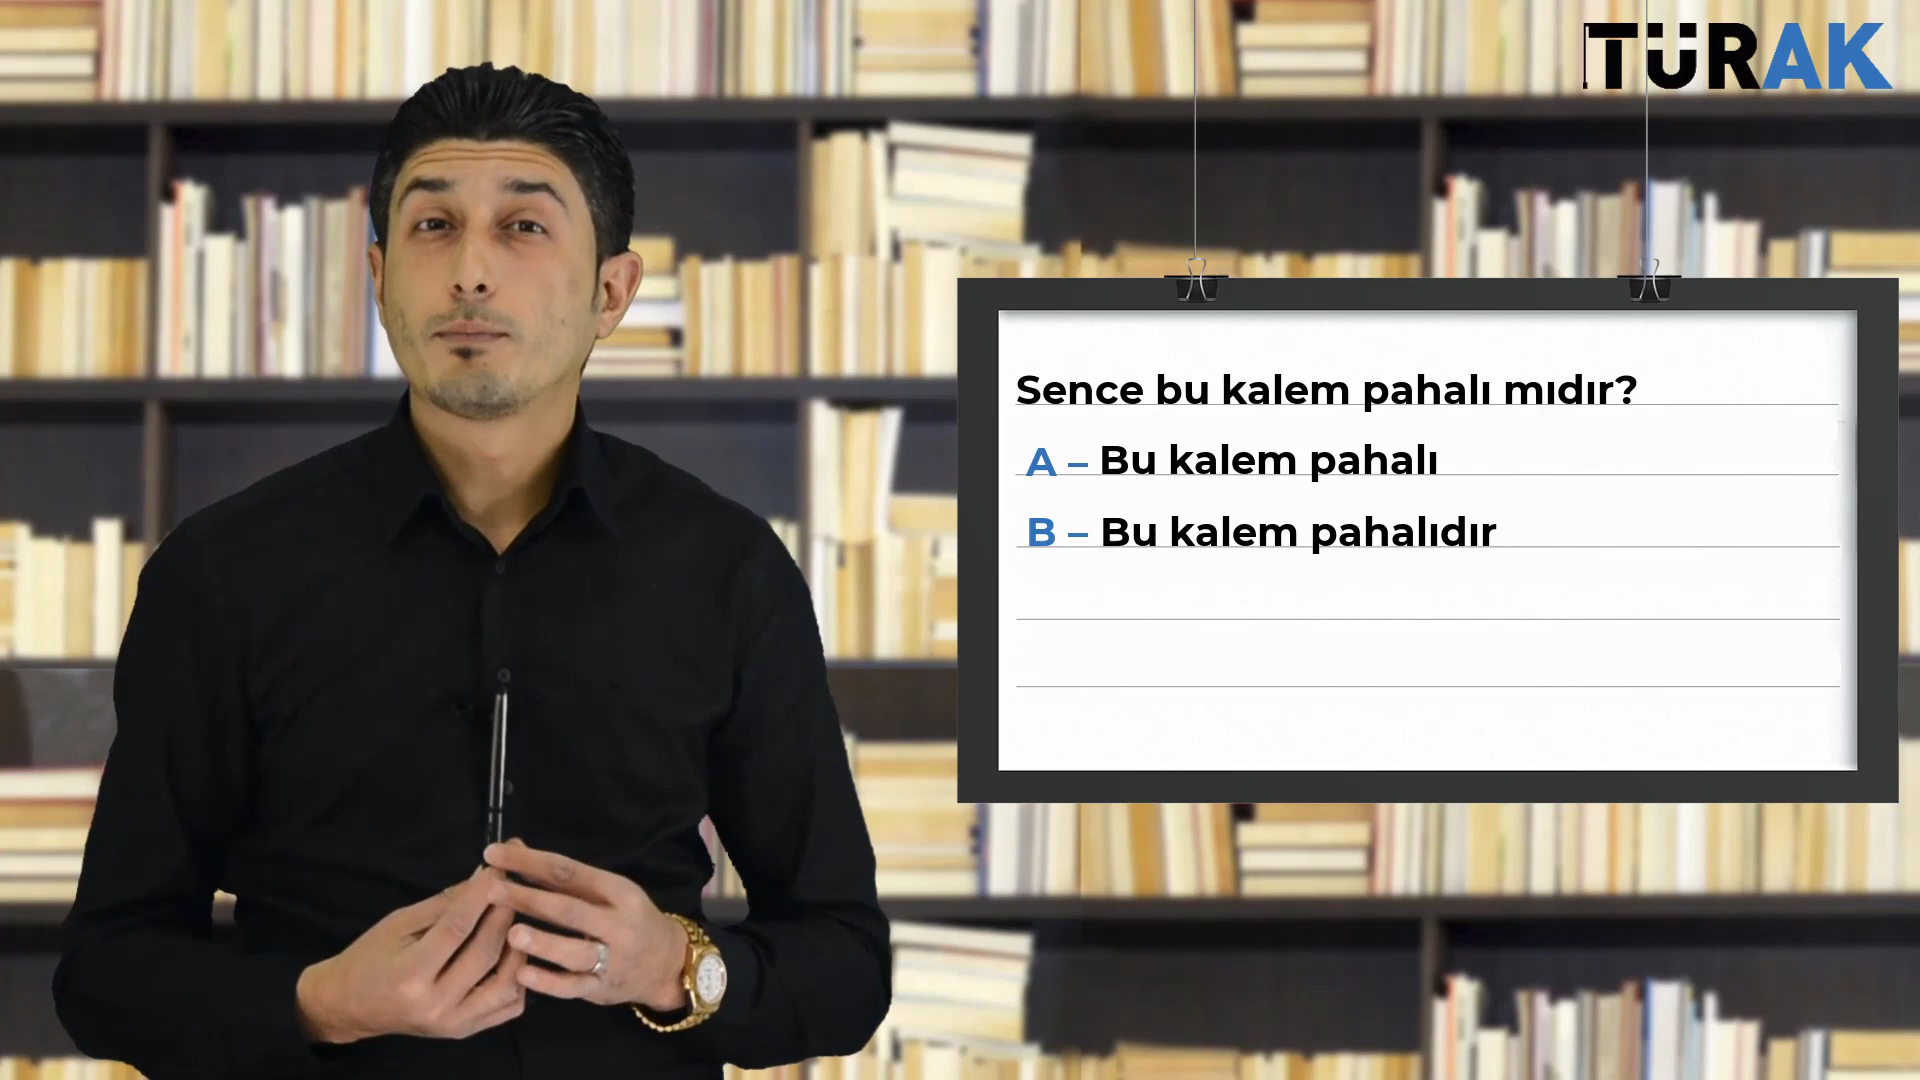 TÜRAK
Sence bu kalem pahalı mıdır?
A – Bu kalem pahalı
B – Bu kalem pahalıdır